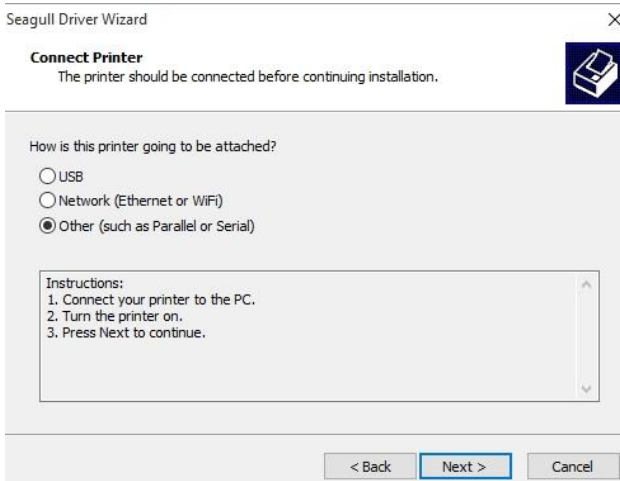 Seagull Driver Wizard
Connect Printer
The printer should be connected before continuing installation.
How is this printer going to be attached?
USB
Network (Ethernet or WiFi)
Other (such as Parallel or Serial)
Instructions:
1. Connect your printer to the PC.
2. Turn the printer on.
3. Press Next to continue.
< Back Next > Cancel